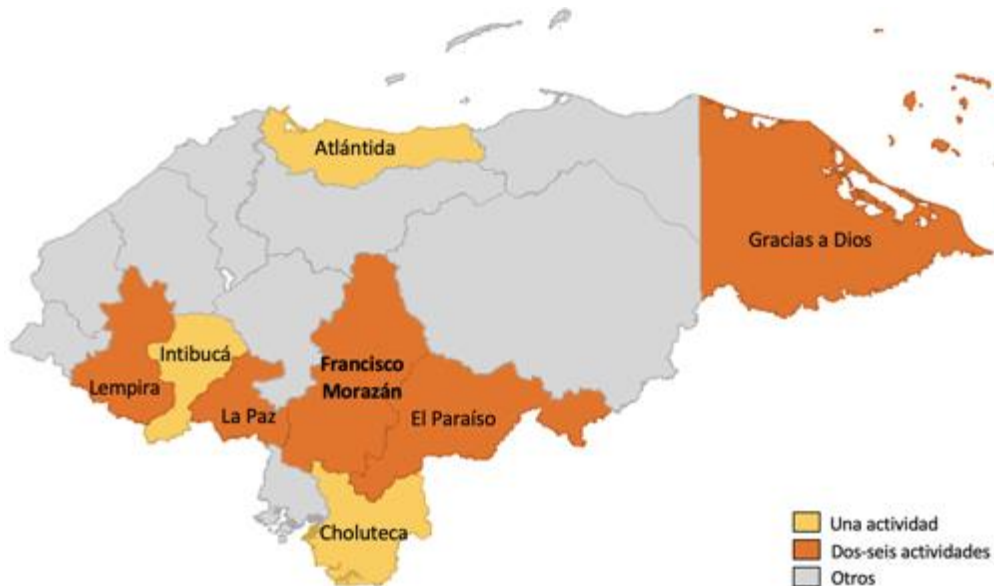 Atlántida
Gracias a Dios
Intibucá
Francisco
Morazán
Lempira
La Paz
El Paraíso
Choluteca
Una actividad
Dos-seis actividades
Otros